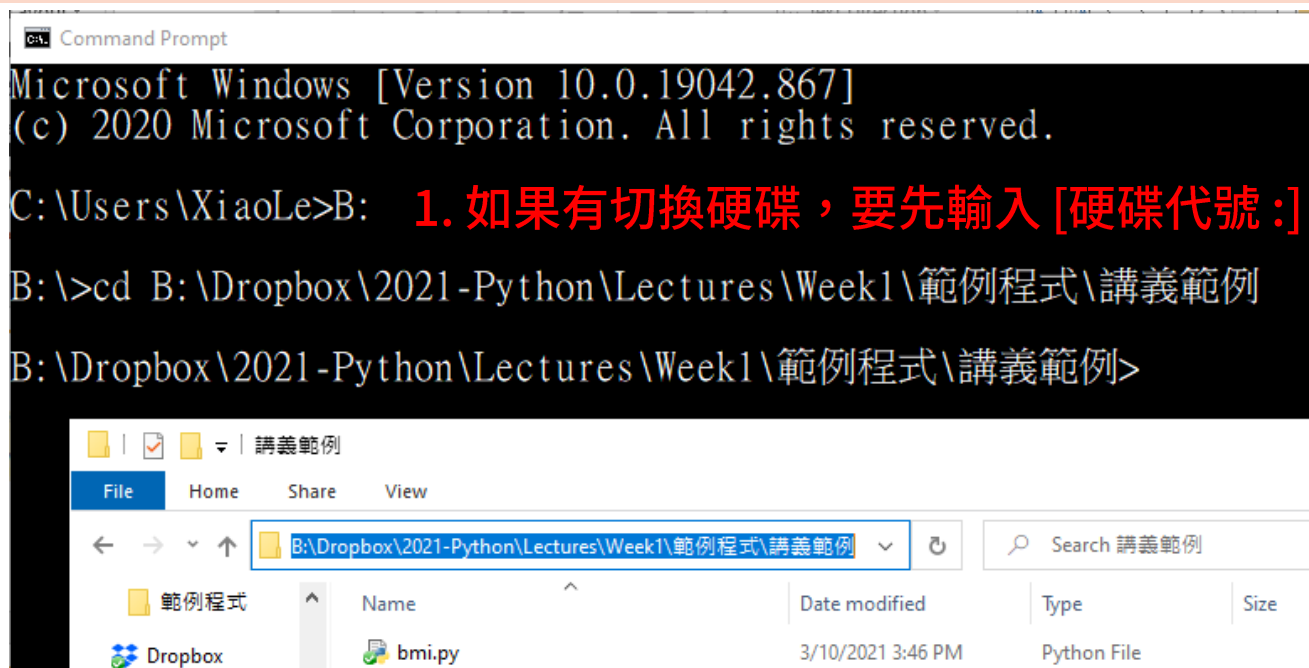 Command Prompt
Microsoft Windows [Version 10.0.19042.867]
(c) 2020 Microsoft Corporation. All rights reserved.
C:\Users\XiaoLe>B: 1. 如果有切換硬碟，要先輸入 [硬碟代號 :]
B:\>cd B:\Dropbox\2021-Python\Lectures\Week1\範例程式\講義範例
B:\Dropbox\2021-Python\Lectures\Week1\範例程式\講義範例>
講義範例
File Home Share View
B:\Dropbox\2021-Python\Lectures\Week1\範例程式\講義範例 Search 講義範例
範例程式 Name Date modified Type Size
Dropbox bmi.py 3/10/2021 3:46 PM Python File